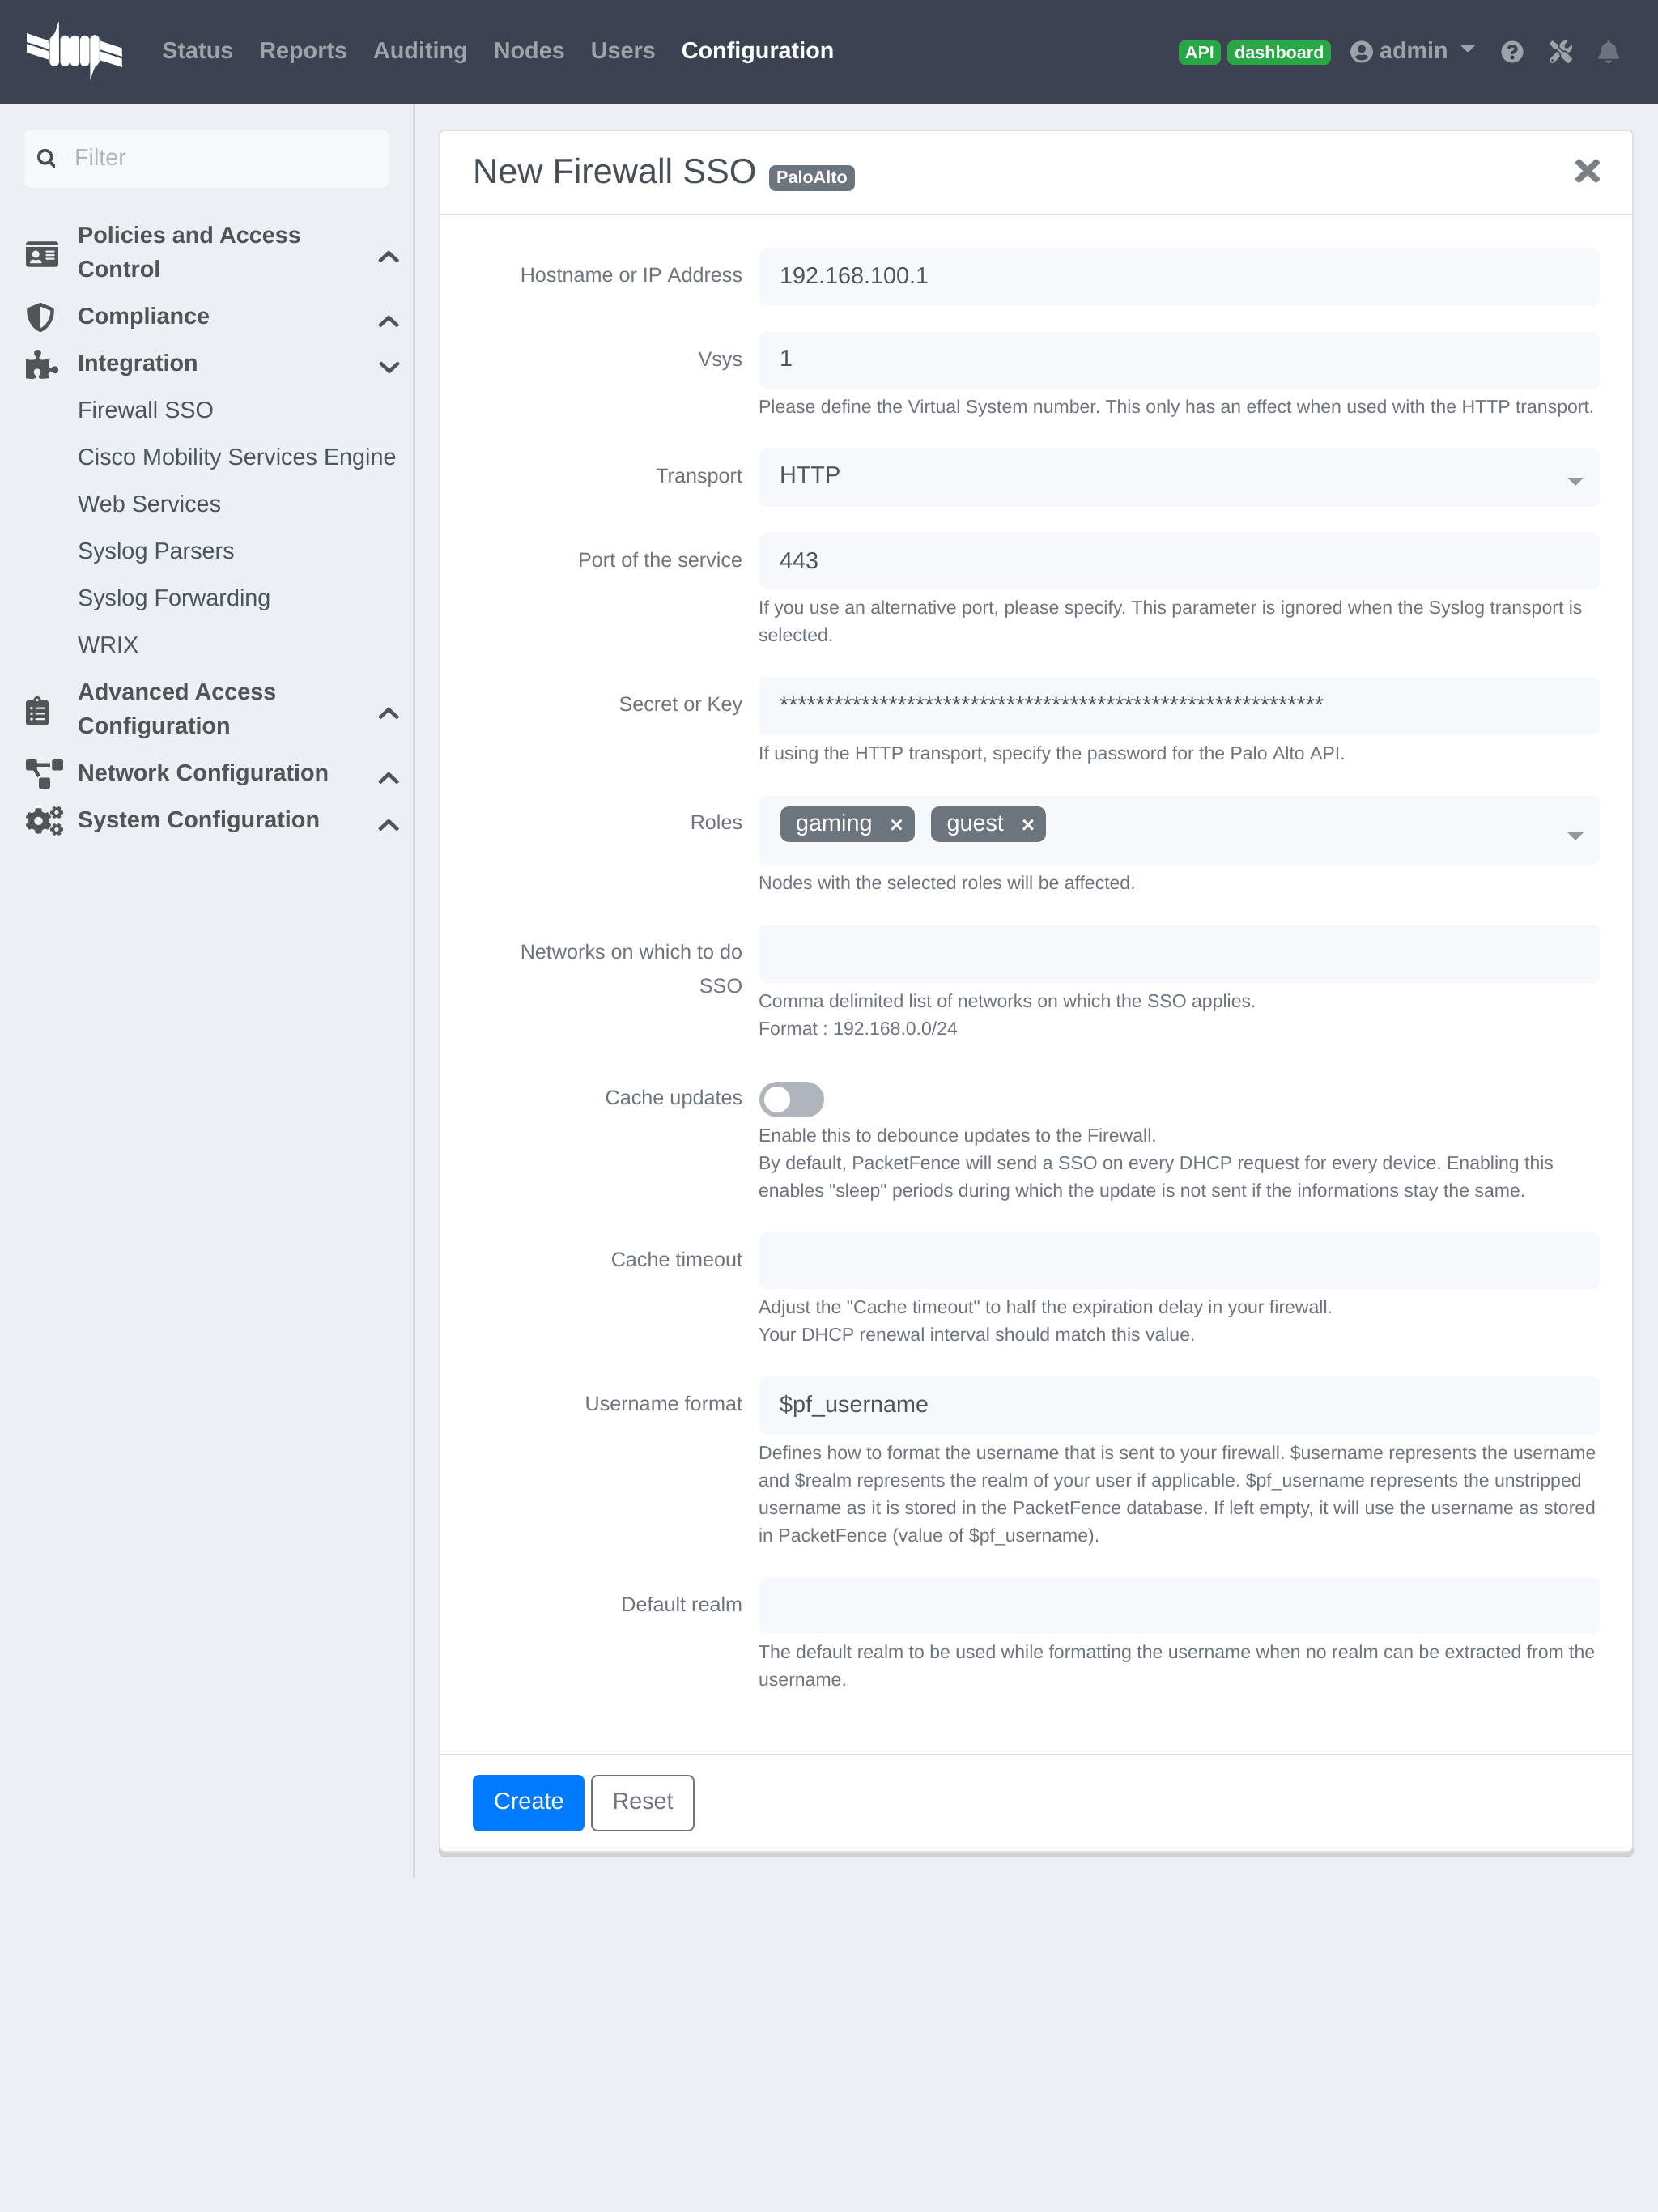 Status Reports Auditing Nodes Users Configuration API dashboard admin
Filter
Policies and Access
Control
Compliance
Integration
Firewall SSO
Cisco Mobility Services Engine
Web Services
Syslog Parsers
Syslog Forwarding
WRIX
Advanced Access
Configuration
Network Configuration
System Configuration
New Firewall SSO PaloAlto
Hostname or IP Address 192.168.100.1
Vsys 1
Please define the Virtual System number. This only has an effect when used with the HTTP transport.
Transport HTTP
Port of the service 443
If you use an alternative port, please specify. This parameter is ignored when the Syslog transport is
selected.
Secret or Key ************************************************************
If using the HTTP transport, specify the password for the Palo Alto API.
Roles gaming × guest ×
Nodes with the selected roles will be affected.
Networks on which to do
SSO
Comma delimited list of networks on which the SSO applies.
Format : 192.168.0.0/24
Cache updates
Enable this to debounce updates to the Firewall.
By default, PacketFence will send a SSO on every DHCP request for every device. Enabling this
enables "sleep" periods during which the update is not sent if the informations stay the same.
Cache timeout
Adjust the "Cache timeout" to half the expiration delay in your firewall.
Your DHCP renewal interval should match this value.
Username format $pf_username
Defines how to format the username that is sent to your firewall. $username represents the username
and $realm represents the realm of your user if applicable. $pf_username represents the unstripped
username as it is stored in the PacketFence database. If left empty, it will use the username as stored
in PacketFence (value of $pf_username).
Default realm
The default realm to be used while formatting the username when no realm can be extracted from the
username.
Create Reset